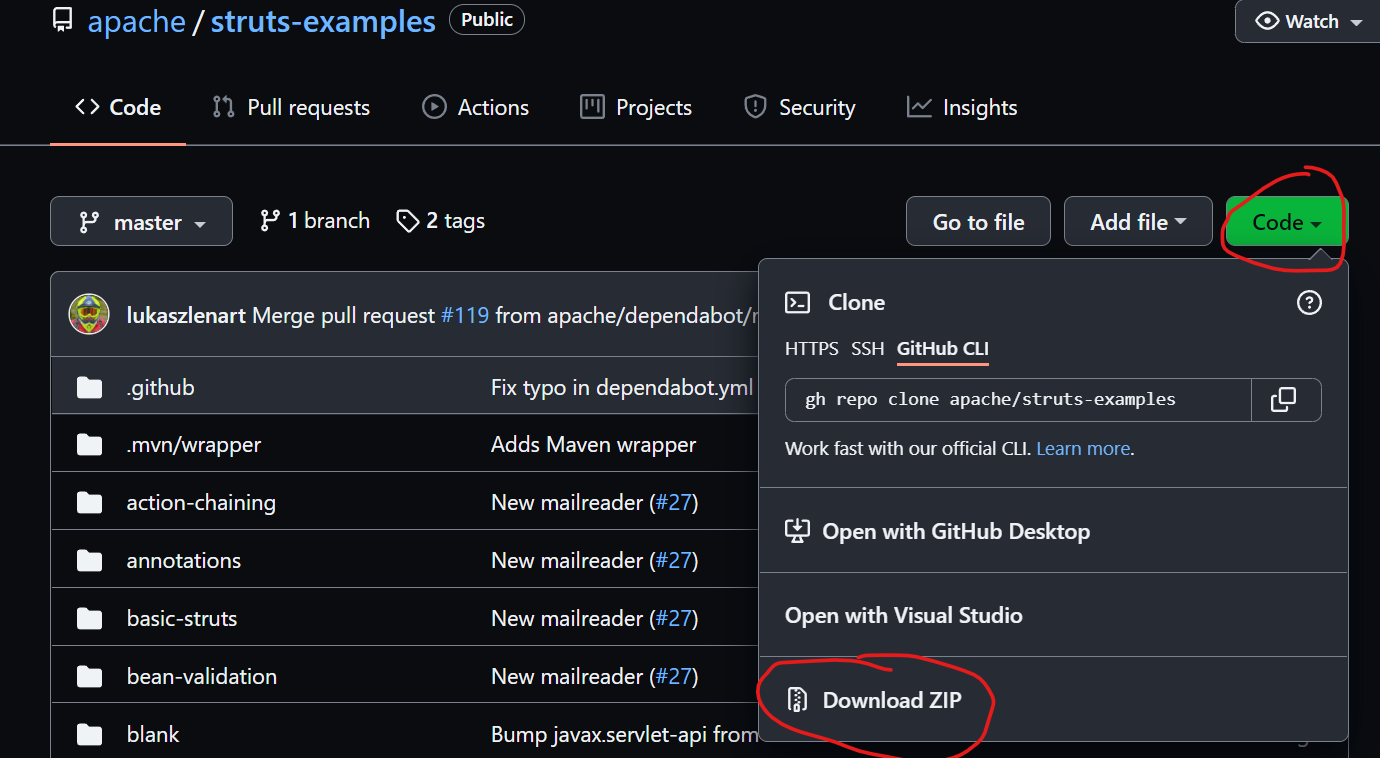 apache / struts-examples Public Watch
Code Pull requests Actions Projects Security Insights
master 1 branch 2 tags Go to file Add file Code
lukaszlenart Merge pull request #119 from apache/dependabot/
.github Fix typo in dependabot.yml
.mvn/wrapper Adds Maven wrapper
action-chaining New mailreader (#27)
annotations New mailreader (#27)
basic-struts New mailreader (#27)
bean-validation New mailreader (#27)
blank Bump javax.servlet-api from
Clone
HTTPS SSH GitHub CLI
gh repo clone apache/struts-examples
Work fast with our official CLI. Learn more.
Open with GitHub Desktop
Open with Visual Studio
Download ZIP